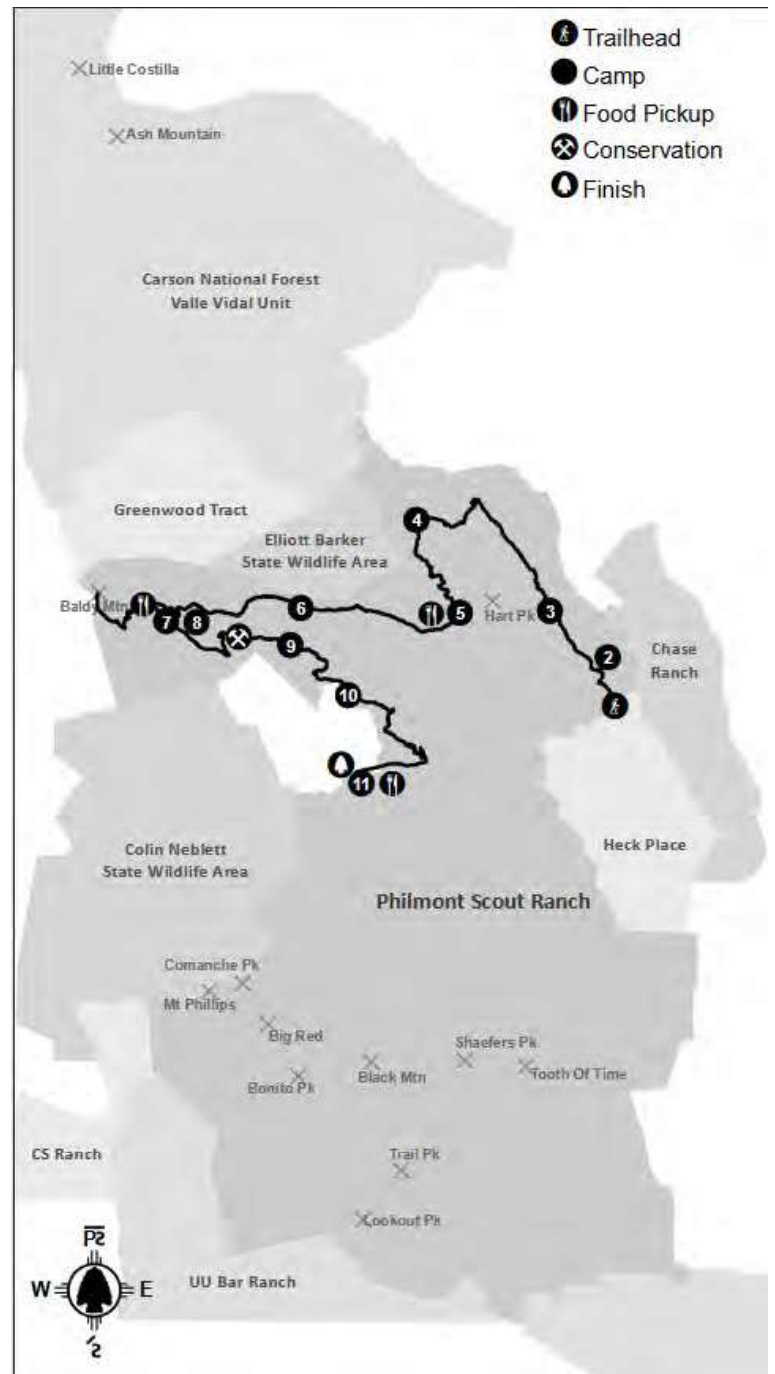 Trailhead
Camp
Food Pickup
Conservation
Finish
Little Costilla
Ash Mountain
Carson National Forest
Valle Vidal Unit
Greenwood Tract
Elliott Barker
State Wildlife Area
4
Baldy Mtn
7
8
6
5
Hart Pk
3
2
Chase
Ranch
9
10
11
Heck Place
Colin Neblett
State Wildlife Area
Philmont Scout Ranch
Comanche Pk
Mt Phillips
Big Red
Bonito Pk
Black Mtn
Shaefers Pk
Tooth Of Time
Trail Pk
Lookout Pk
CS Ranch
UU Bar Ranch
W
E